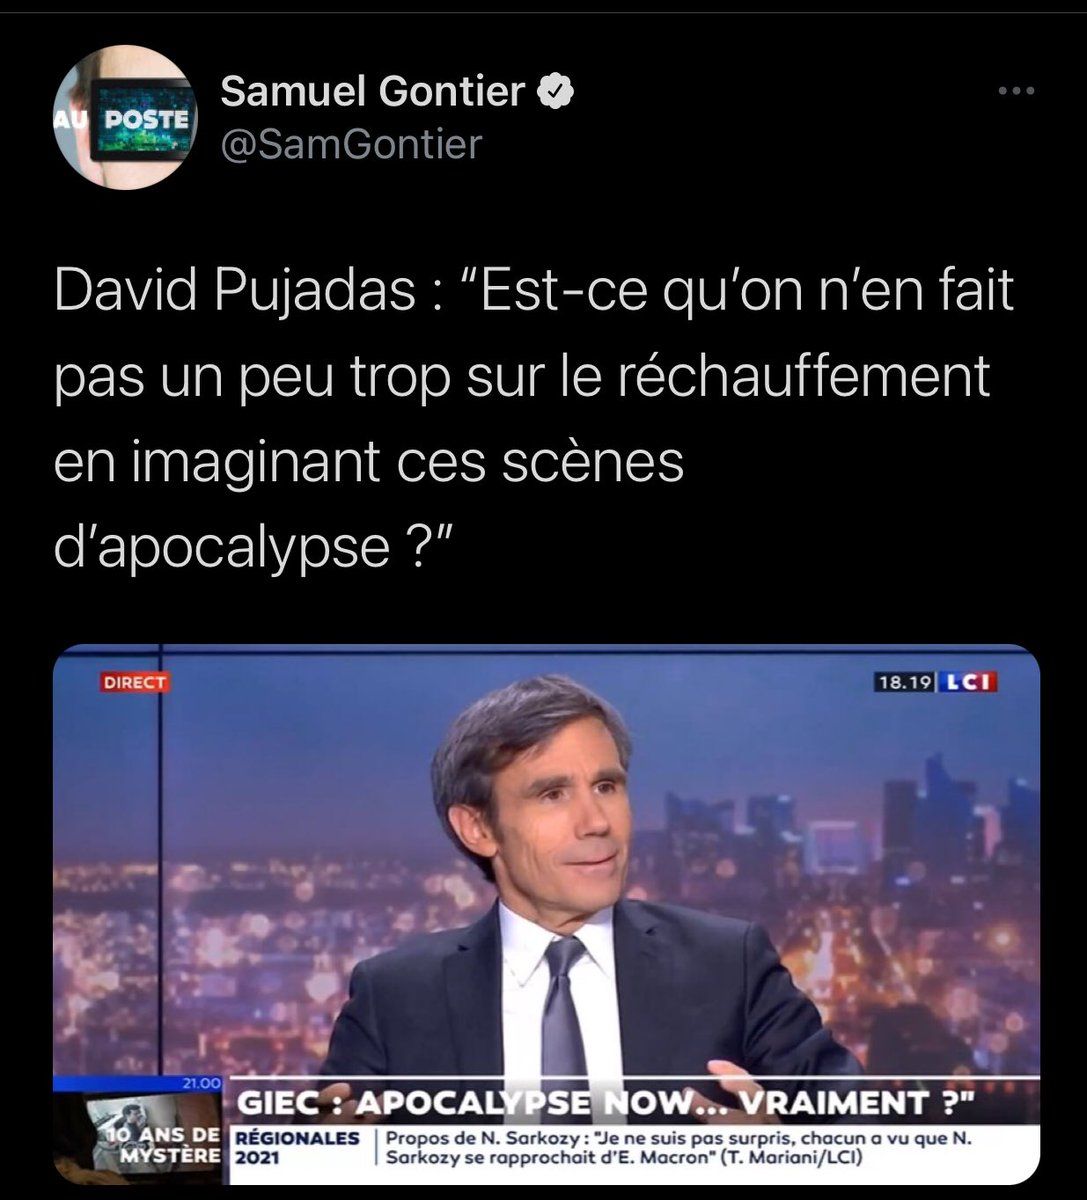 AU POSTE
Samuel Gontier
@SamGontier
David Pujadas : “Est-ce qu’on n’en fait
pas un peu trop sur le réchauffement
en imaginant ces scènes
d’apocalypse ?”
DIRECT
18.19 LCI
21.00
GIEC : APOCALYPSE NOW... VRAIMENT ?"
10 ANS DE
MYSTÈRE
RÉGIONALES
2021
Propos de N. Sarkozy : "Je ne suis pas surpris, chacun a vu que N.
Sarkozy se rapprochait d'E. Macron" (T. Mariani/LCI)